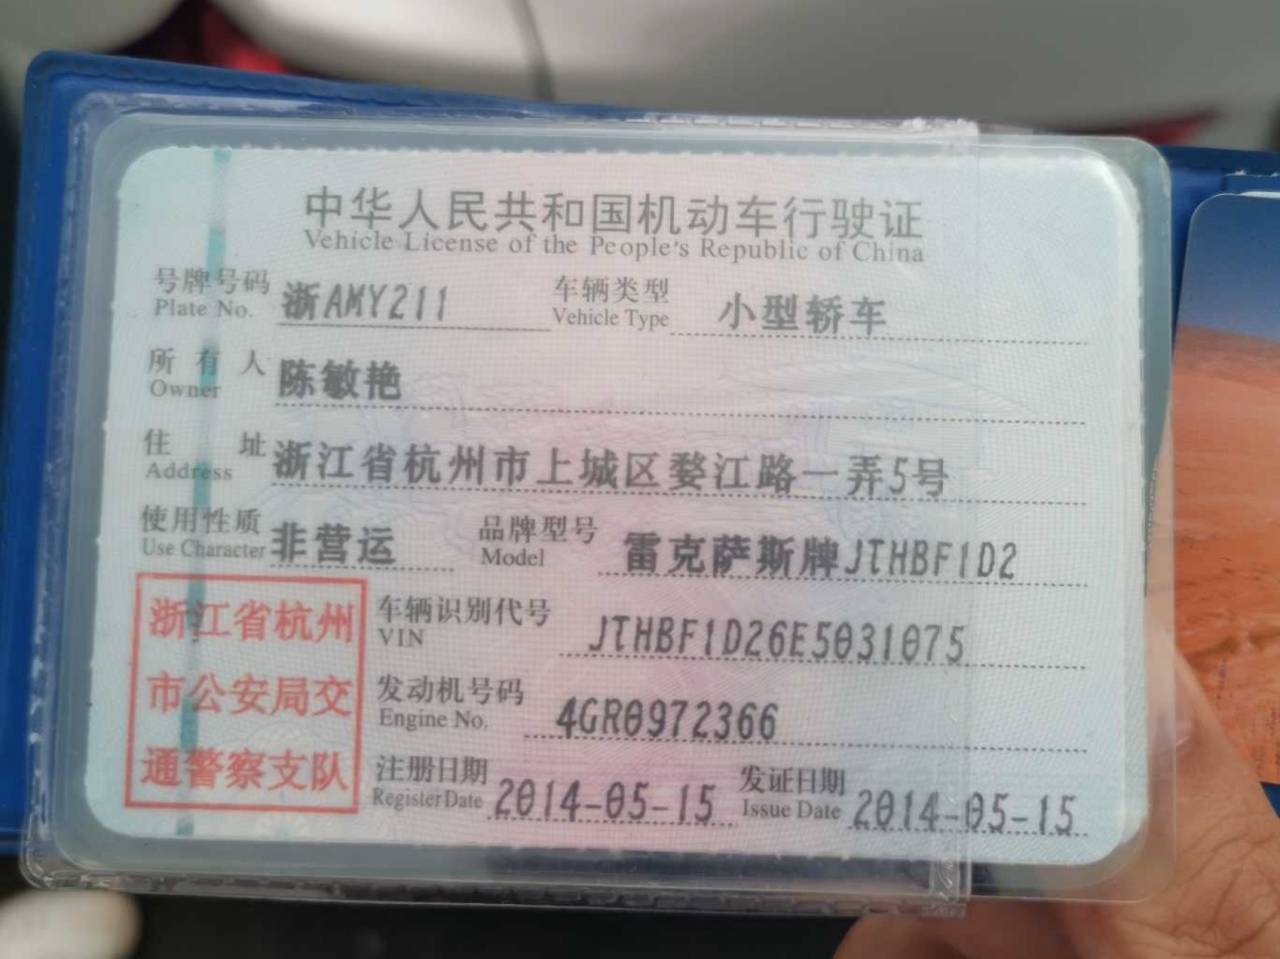 中华人民共和国机动车行驶证
Vehicle License of the People's Republic of China
号牌号码 浙AMY211 车辆类型 小型轿车
Plate No. Vehicle Type
所有人 陈敏艳
Owner
住址 浙江省杭州市上城区婺江路一弄5号
Address
使用性质 非营运 品牌型号 雷克萨斯牌JTHBF1D2
Use Character Model
浙江省杭州
市公安局交
通警察支队
车辆识别代号 JTHBF1D26E5031075
VIN
发动机号码 4GR0972366
Engine No.
注册日期 2014-05-15 发证日期 2014-05-15
Register Date Issue Date